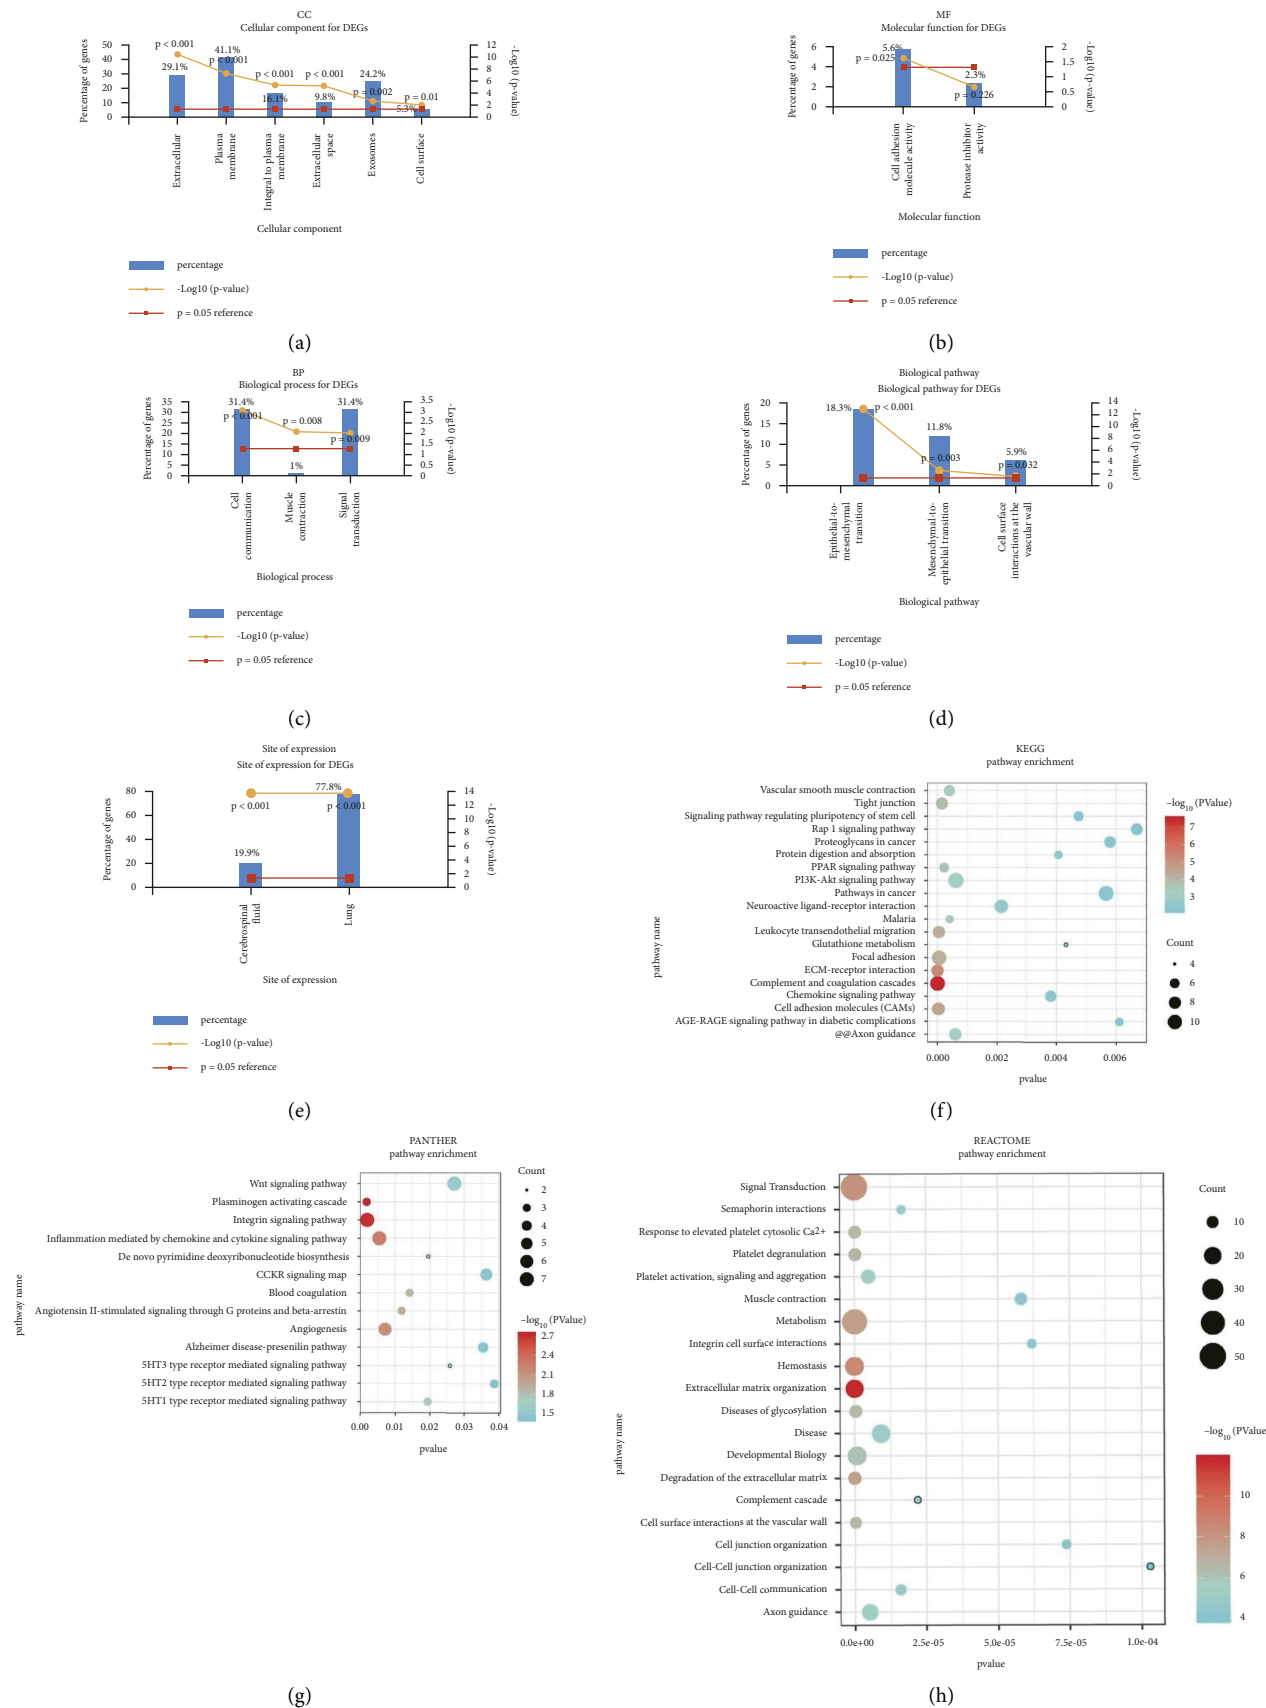 CC
Cellular component for DEGs
Percentage of genes
50
40
30
20
10
0
12
10
8
6
4
2
0
-Log10 (p-value)
p < 0.001
29.1%
41.1%
p < 0.001
p < 0.001
16.1%
p < 0.001
9.8%
24.2%
p = 0.002
p = 0.01
5.3%
Extracellular
Plasma
membrane
Integral to plasma
membrane
Extracellular
space
Exosomes
Cell surface
Cellular component
percentage
-Log10 (p-value)
p = 0.05 reference
(a)
MF
Molecular function for DEGs
Percentage of genes
6
4
2
0
2
1.5
1
0.5
0
-Log10 (p-value)
5.6%
p = 0.025
2.3%
p = 0.226
Cell adhesion
molecule activity
Protease inhibitor
activity
Molecular function
percentage
-Log10 (p-value)
p = 0.05 reference
(b)
BP
Biological process for DEGs
Percentage of genes
35
30
25
20
15
10
5
0
3.5
3
2.5
2
1.5
1
0.5
0
-Log10 (p-value)
31.4%
p < 0.001
p = 0.008
1%
31.4%
p = 0.009
Cell
communication
Muscle
contraction
Signal
transduction
Biological process
percentage
-Log10 (p-value)
p = 0.05 reference
(c)
Biological pathway
Biological pathway for DEGs
Percentage of genes
20
15
10
5
0
14
12
10
8
6
4
2
0
-Log10 (p-value)
18.3%
p < 0.001
11.8%
p = 0.003
5.9%
p = 0.032
Epithelial-to-
mesenchymal
transition
Mesenchymal-to-
epithelial transition
Cell surface
interactions at the
vascular wall
Biological pathway
percentage
-Log10 (p-value)
p = 0.05 reference
(d)
Site of expression
Site of expression for DEGs
Percentage of genes
80
60
40
20
0
14
12
10
8
6
4
2
0
-Log10 (p-value)
p < 0.001
19.9%
77.8%
p < 0.001
Cerebrospinal
fluid
Lung
Site of expression
percentage
-Log10 (p-value)
p = 0.05 reference
(e)
KEGG
pathway enrichment
pathway name
Vascular smooth muscle contraction
Tight junction
Signaling pathway regulating pluripotency of stem cell
Rap 1 signaling pathway
Proteoglycans in cancer
Protein digestion and absorption
PPAR signaling pathway
PI3K-Akt signaling pathway
Pathways in cancer
Neuroactive ligand-receptor interaction
Malaria
Leukocyte transendothelial migration
Glutathione metabolism
Focal adhesion
ECM-receptor interaction
Complement and coagulation cascades
Chemokine signaling pathway
Cell adhesion molecules (CAMs)
AGE-RAGE signaling pathway in diabetic complications
@@Axon guidance
0.000
0.002
0.004
0.006
pvalue
−log10 (PValue)
7
6
5
4
3
Count
4
6
8
10
(f)
PANTHER
pathway enrichment
pathway name
Wnt signaling pathway
Plasminogen activating cascade
Integrin signaling pathway
Inflammation mediated by chemokine and cytokine signaling pathway
De novo pyrimidine deoxyribonucleotide biosynthesis
CCKR signaling map
Blood coagulation
Angiotensin II-stimulated signaling through G proteins and beta-arrestin
Angiogenesis
Alzheimer disease-presenilin pathway
5HT3 type receptor mediated signaling pathway
5HT2 type receptor mediated signaling pathway
5HT1 type receptor mediated signaling pathway
0.00
0.01
0.02
0.03
0.04
pvalue
Count
2
3
4
5
6
7
−log10 (PValue)
2.7
2.4
2.1
1.8
1.5
(g)
REACTOME
pathway enrichment
pathway name
Signal Transduction
Semaphorin interactions
Response to elevated platelet cytosolic Ca2+
Platelet degranulation
Platelet activation, signaling and aggregation
Muscle contraction
Metabolism
Integrin cell surface interactions
Hemostasis
Extracellular matrix organization
Diseases of glycosylation
Disease
Developmental Biology
Degradation of the extracellular matrix
Complement cascade
Cell surface interactions at the vascular wall
Cell junction organization
Cell-Cell junction organization
Cell-Cell communication
Axon guidance
0.0e+00
2.5e-05
5.0e-05
7.5e-05
1.0e-04
pvalue
Count
10
20
30
40
50
−log10 (PValue
10
8
6
4
(h)